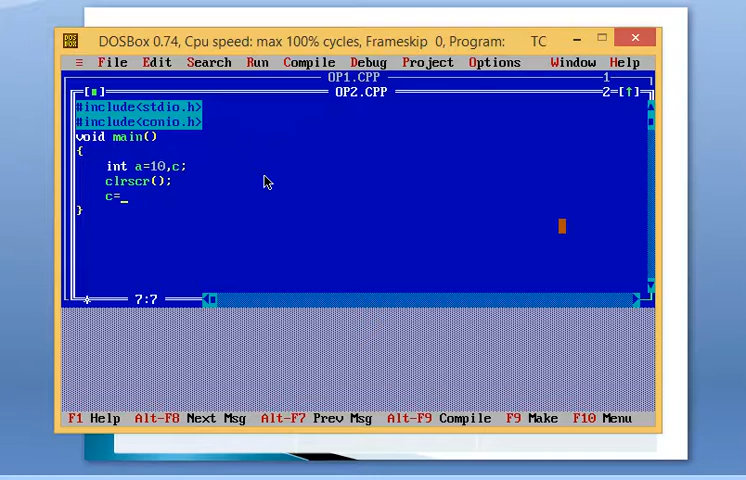 DOS BOX
DOSBox 0.74, Cpu speed: max 100% cycles, Frameskip 0, Program: TC
≡ File Edit Search Run Compile Debug Project Options Window Help
OP1.CPP 1
[■] OP2.CPP 2=[↑]
#include<stdio.h>
#include<conio.h>
void main()
{
int a=10,c;
clrscr();
c=_
}
* 7:7
F1 Help Alt-F8 Next Msg Alt-F7 Prev Msg Alt-F9 Compile F9 Make F10 Menu